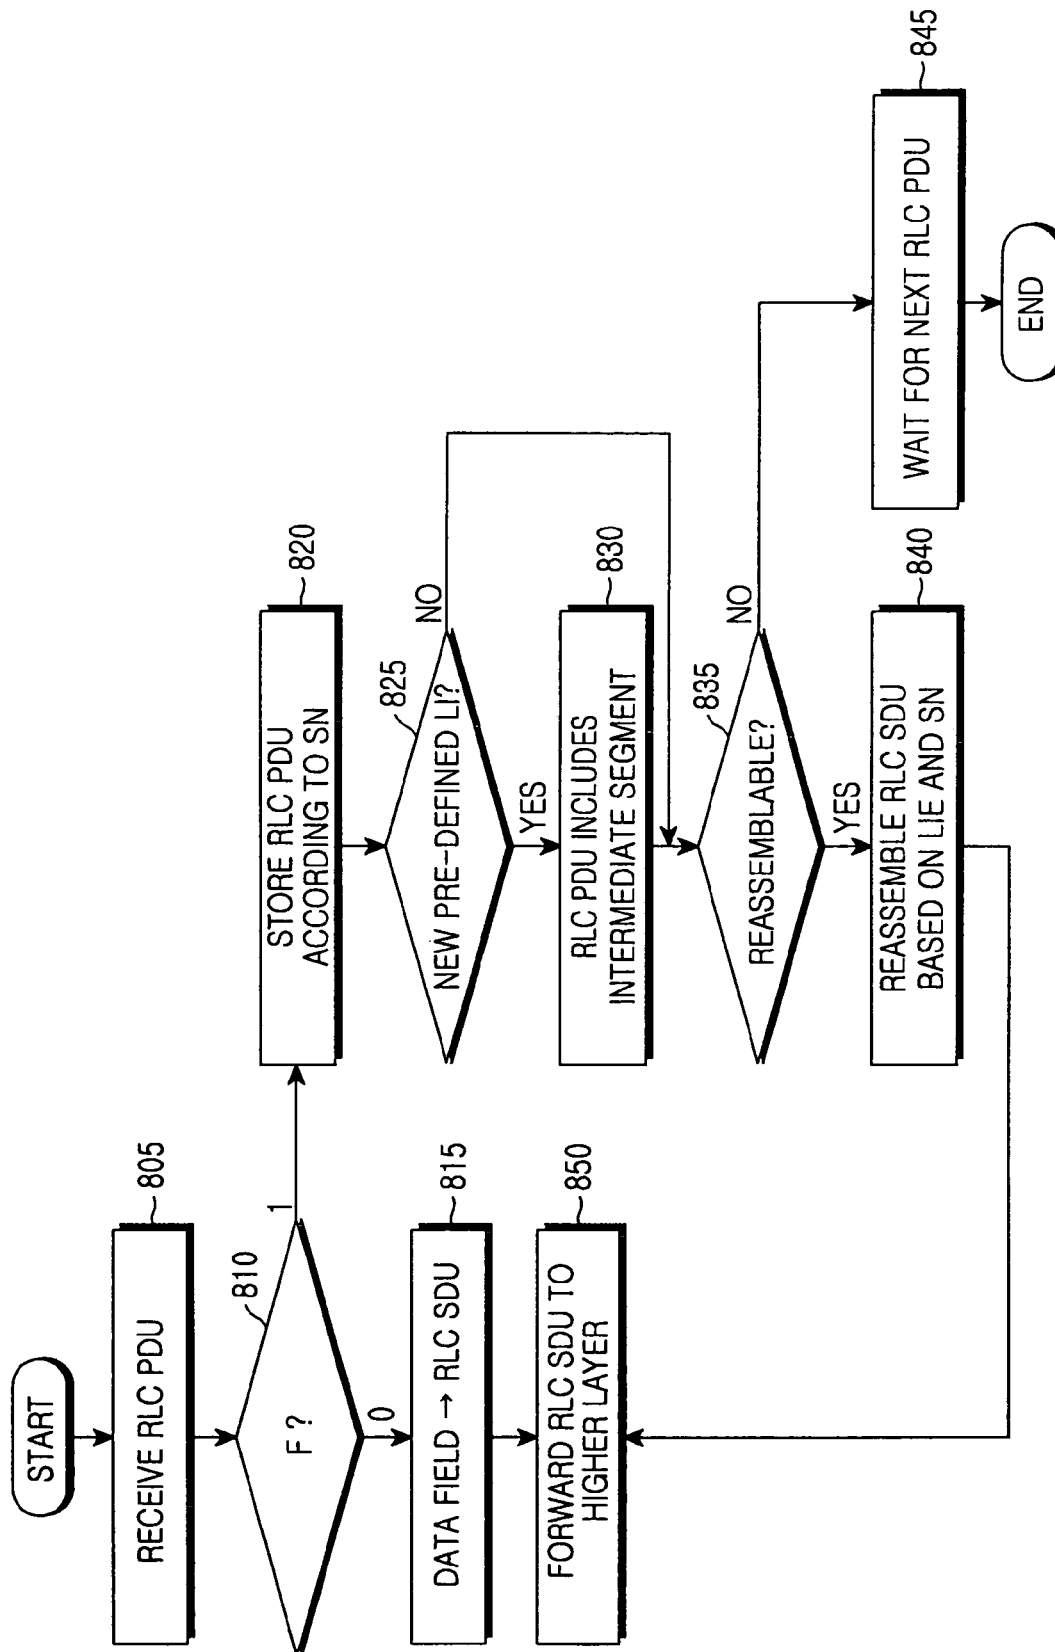 START
RECEIVE RLC PDU
805
F ?
810
1
0
DATA FIELD → RLC SDU
815
FORWARD RLC SDU TO
HIGHER LAYER
850
STORE RLC PDU
ACCORDING TO SN
820
NEW PRE-DEFINED LI?
825
NO
YES
RLC PDU INCLUDES
INTERMEDIATE SEGMENT
830
REASSEMBLABLE?
835
NO
YES
REASSEMBLE RLC SDU
BASED ON LIE AND SN
840
WAIT FOR NEXT RLC PDU
845
END